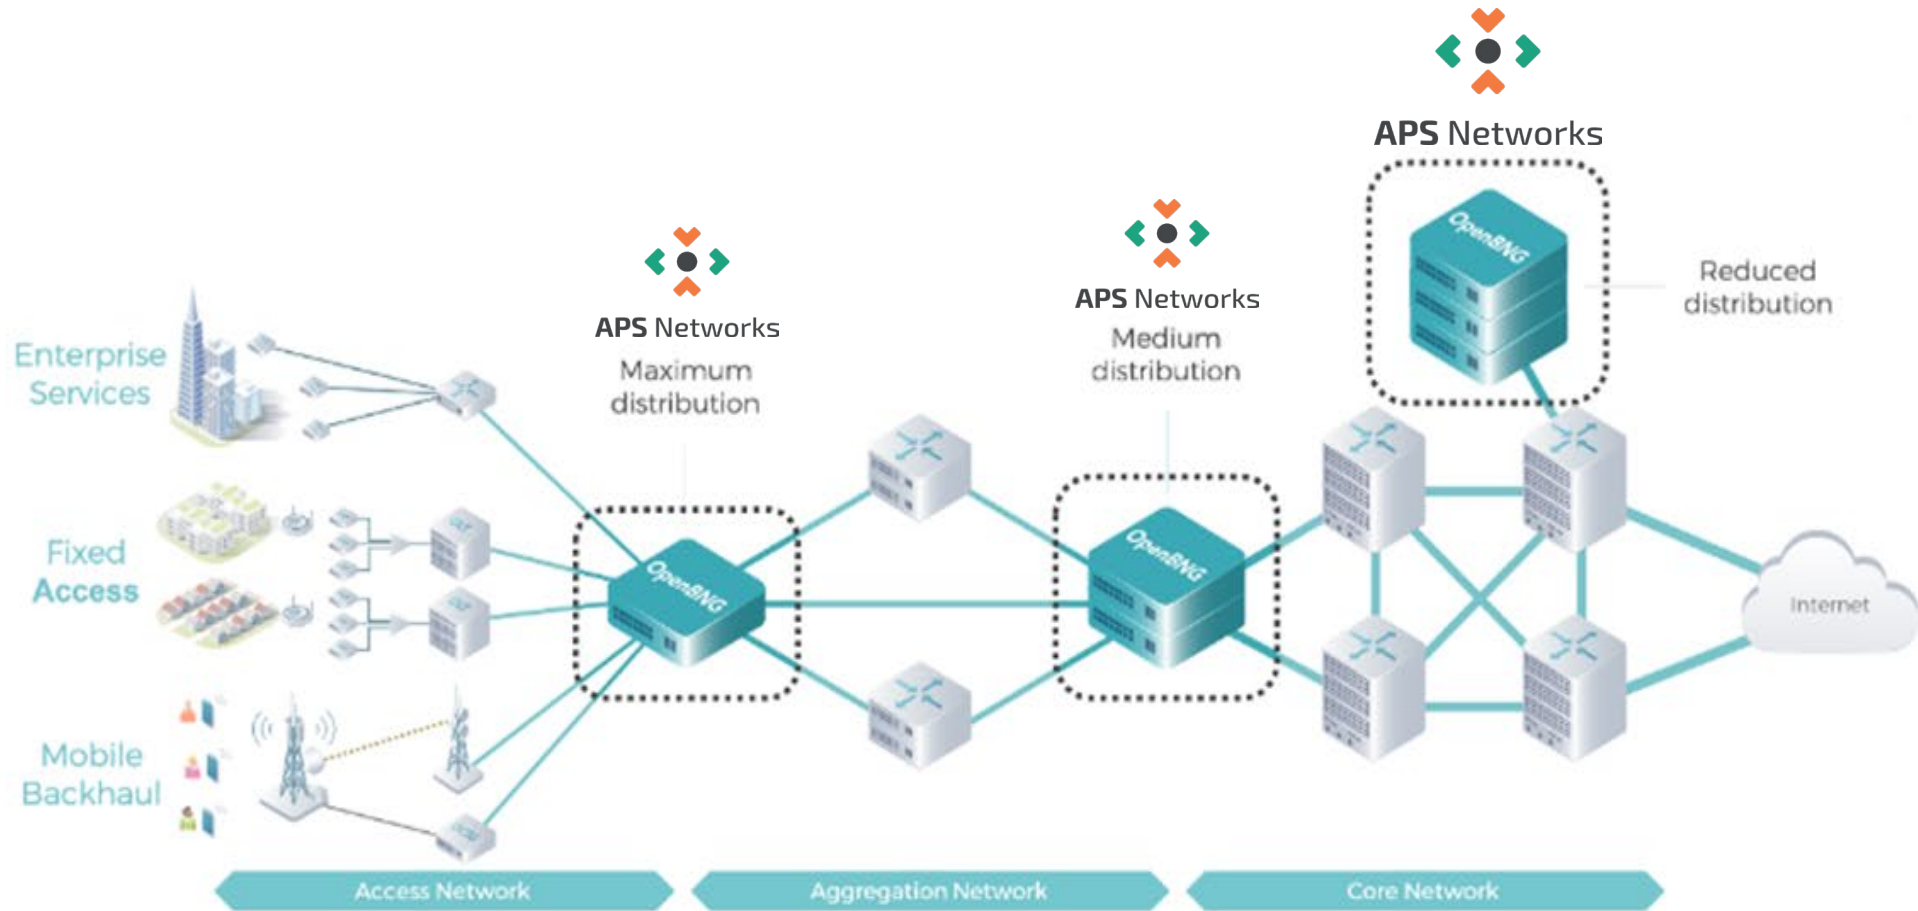 APS Networks
OpenBNG
Reduced
distribution
APS Networks
Medium
distribution
APS Networks
Maximum
distribution
Enterprise
Services
Fixed
Access
Mobile
Backhaul
OpenBNG
OpenBNG
Internet
Access Network
Aggregation Network
Core Network